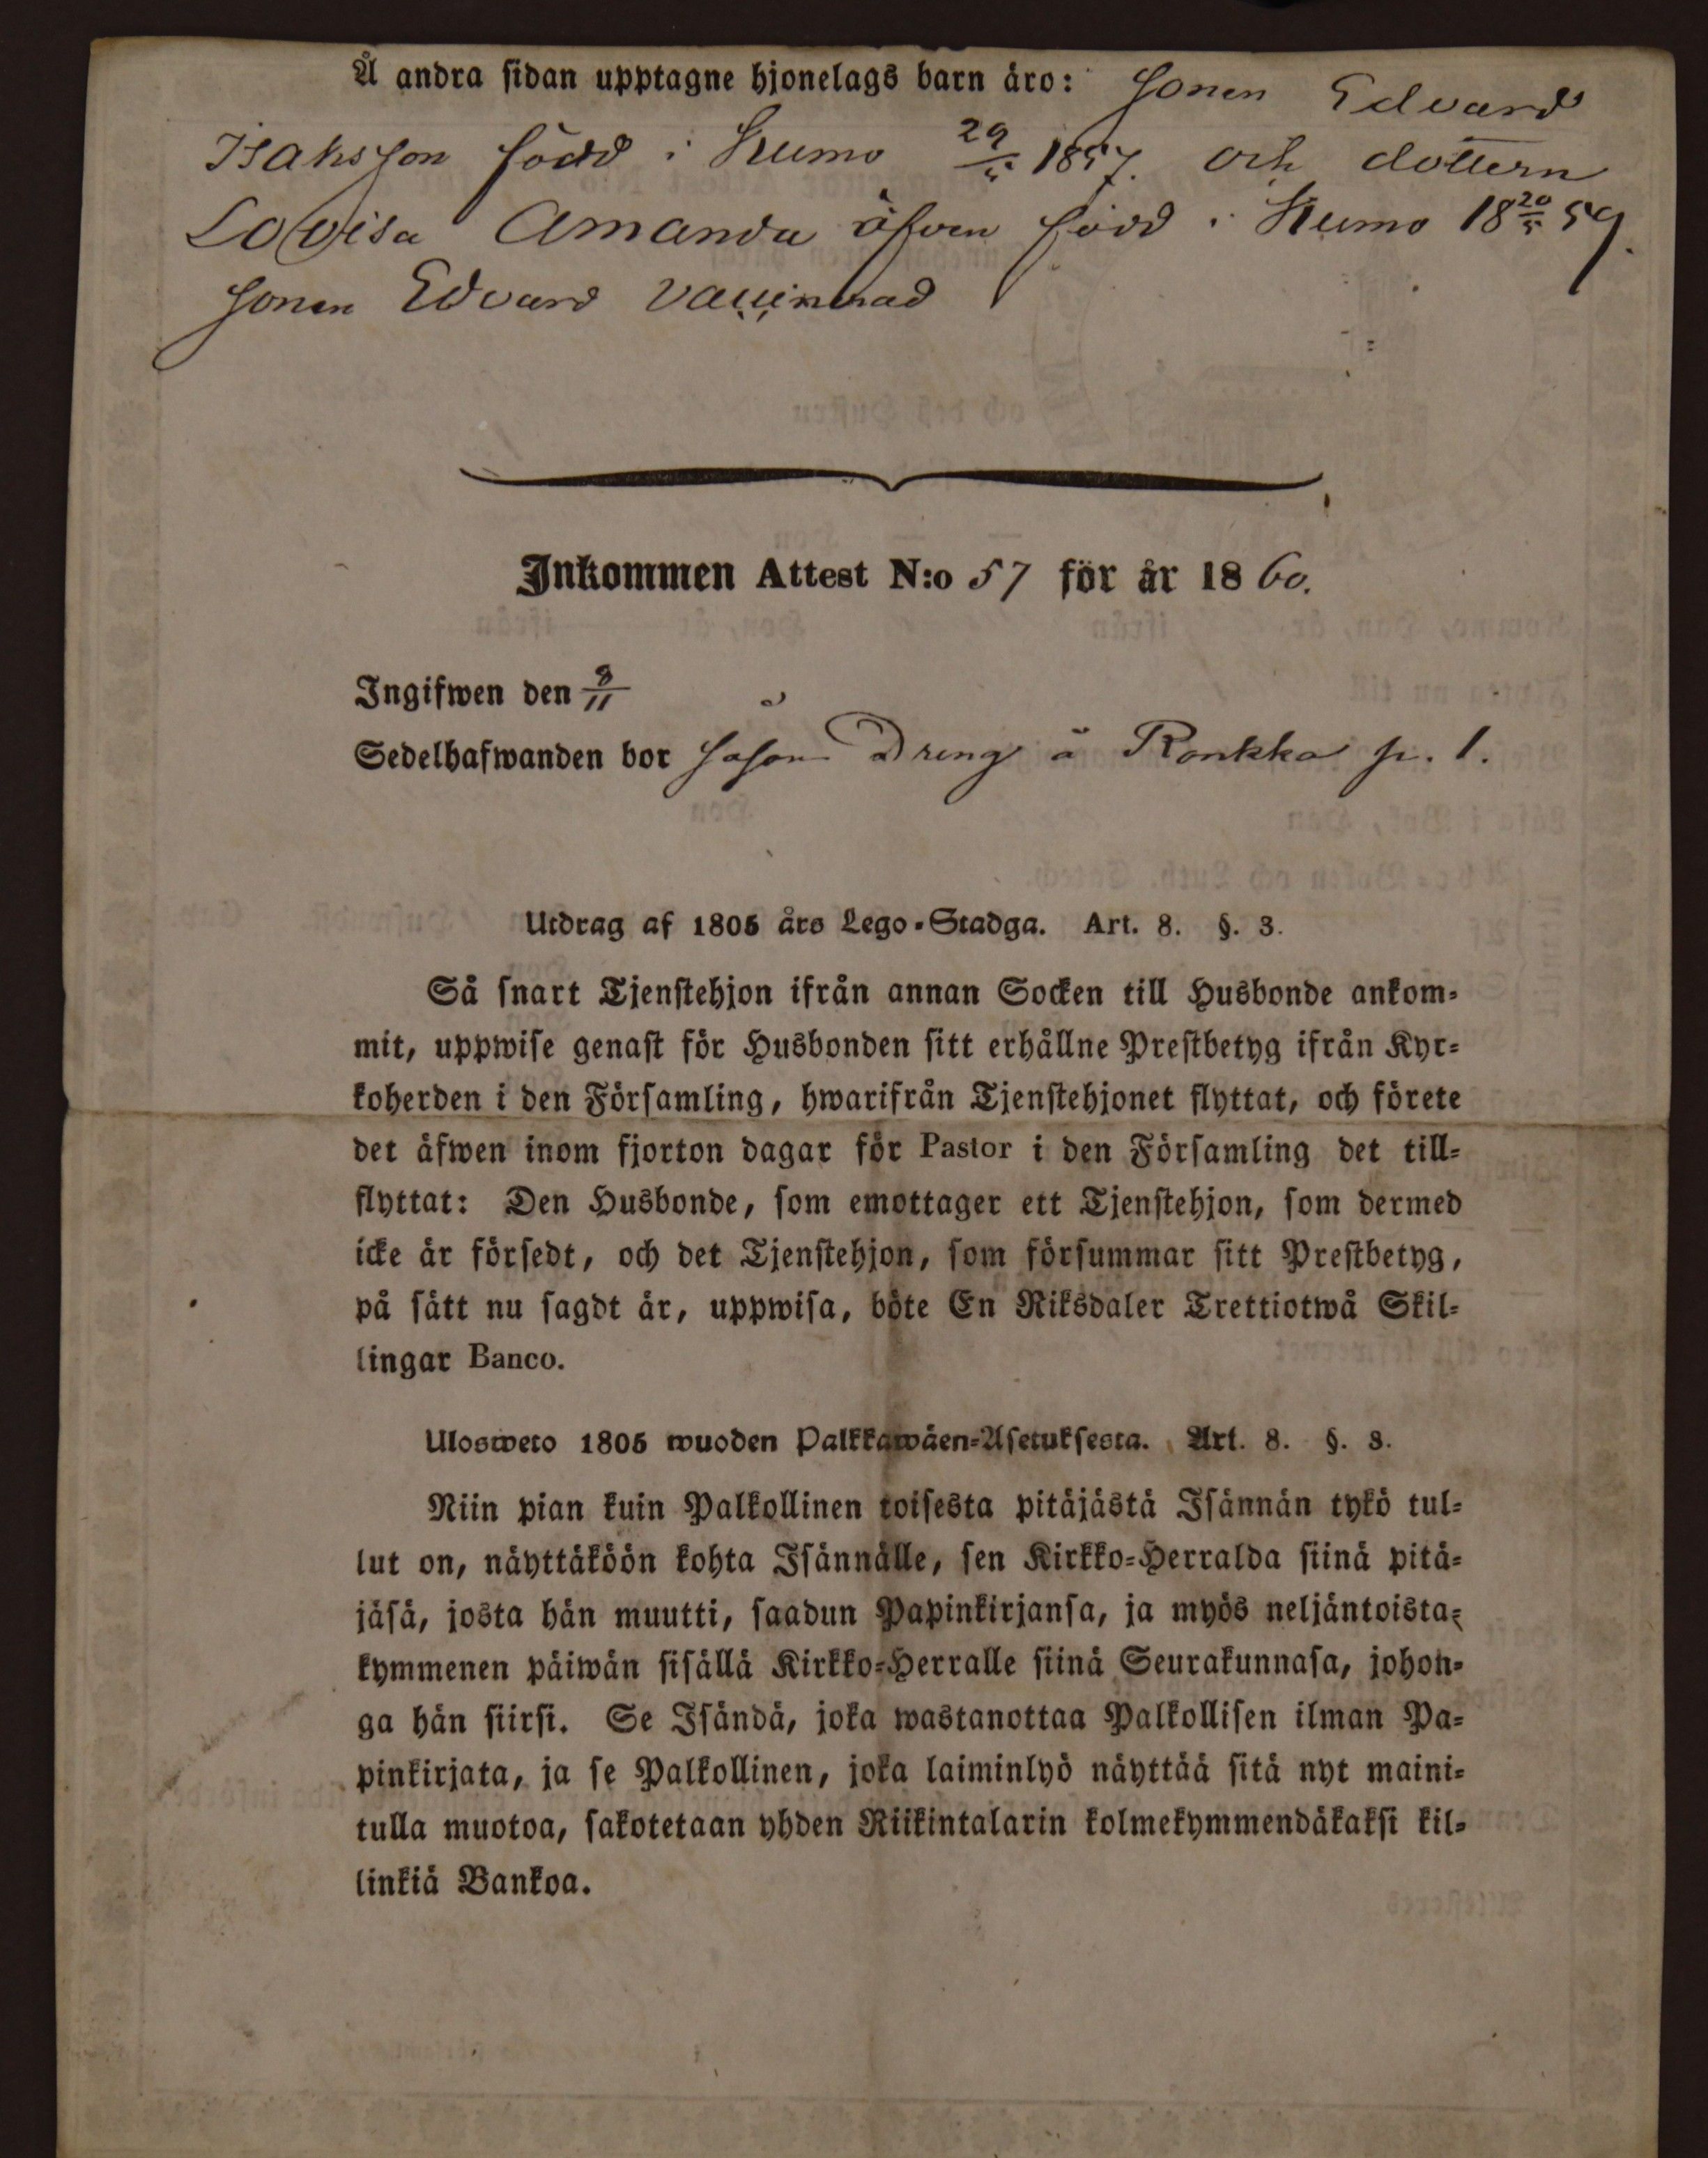 Å andra sidan upptagne hjonelags barn äro: Sonen Edvard
Isaksson född i Kumo 29/5 1857. och dottern
Lovisa Amanda äfven född i Kumo 18 20/5 59.
Sonen Edvard vaccinerad
Inkommen Attest N:o 57 för år 1860.
Ingifwen den 3/11
Sedelhafwanden bor såsom Dreng å Ronkka p. 1.
Utdrag af 1805 års Lego-Stadga. Art. 8. §. 3.
Så snart Tjenstehjon ifrån annan Socken till Husbonde ankom-
mit, uppwise genast för Husbonden sitt erhållne Prestbetyg ifrån Kyr-
koherden i den Församling, hwarifrån Tjenstehjonet flyttat, och förete
det äfwen inom fjorton dagar för Pastor i den Församling det till-
flyttat: Den Husbonde, som emottager ett Tjenstehjon, som dermed
icke är försedt, och det Tjenstehjon, som försummar sitt Prestbetyg,
på sätt nu sagdt är, uppwisa, böte En Riksdaler Trettiotwå Skil-
lingar Banco.
Ulosweto 1805 wuoden Palkkawäen-Asetuksesta. Art. 8. §. 3.
Niin pian kuin Palkollinen toisesta pitäjästä Isännän tykö tul-
lut on, näyttäköön kohta Isännälle, sen Kirkko-Herralda siinä pitä-
jäsä, josta hän muutti, saadun Papinkirjansa, ja myös neljäntoista-
kymmenen päiwän sisällä Kirkko-Herralle siinä Seurakunnasa, johon-
ga hän siirsi. Se Isändä, joka wastanottaa Palkollisen ilman Pa-
pinkirjata, ja se Palkollinen, joka laiminlyö näyttää sitä nyt maini-
tulla muotoa, sakotetaan yhden Riikintalarin kolmekymmendäkaksi kil-
linkiä Bankoa.